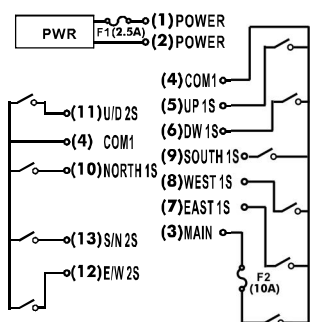 PWR
F1(2.5A)
(1) POWER
(2) POWER
(4) COM1
(5) UP 1S
(6) DW 1S
(9) SOUTH 1S
(8) WEST 1S
(7) EAST 1S
(3) MAIN
F2
(10A)
(11) U/D 2S
(4) COM1
(10) NORTH 1S
(13) S/N 2S
(12) E/W 2S